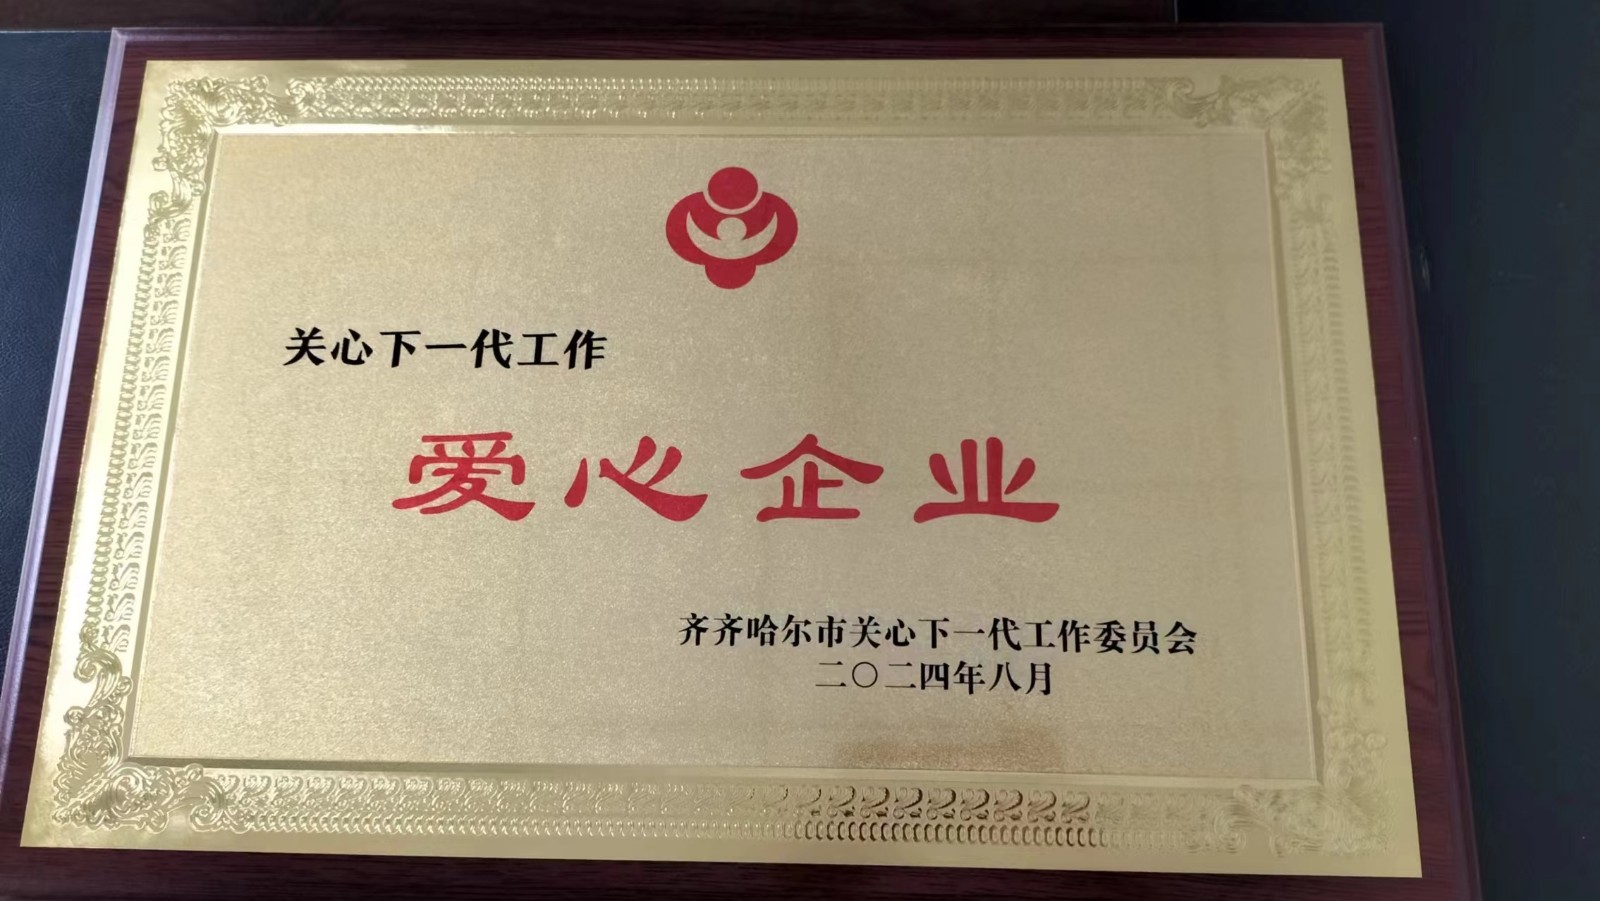 关心下一代工作
爱心企业
齐齐哈尔市关心下一代工作委员会
二〇二四年八月